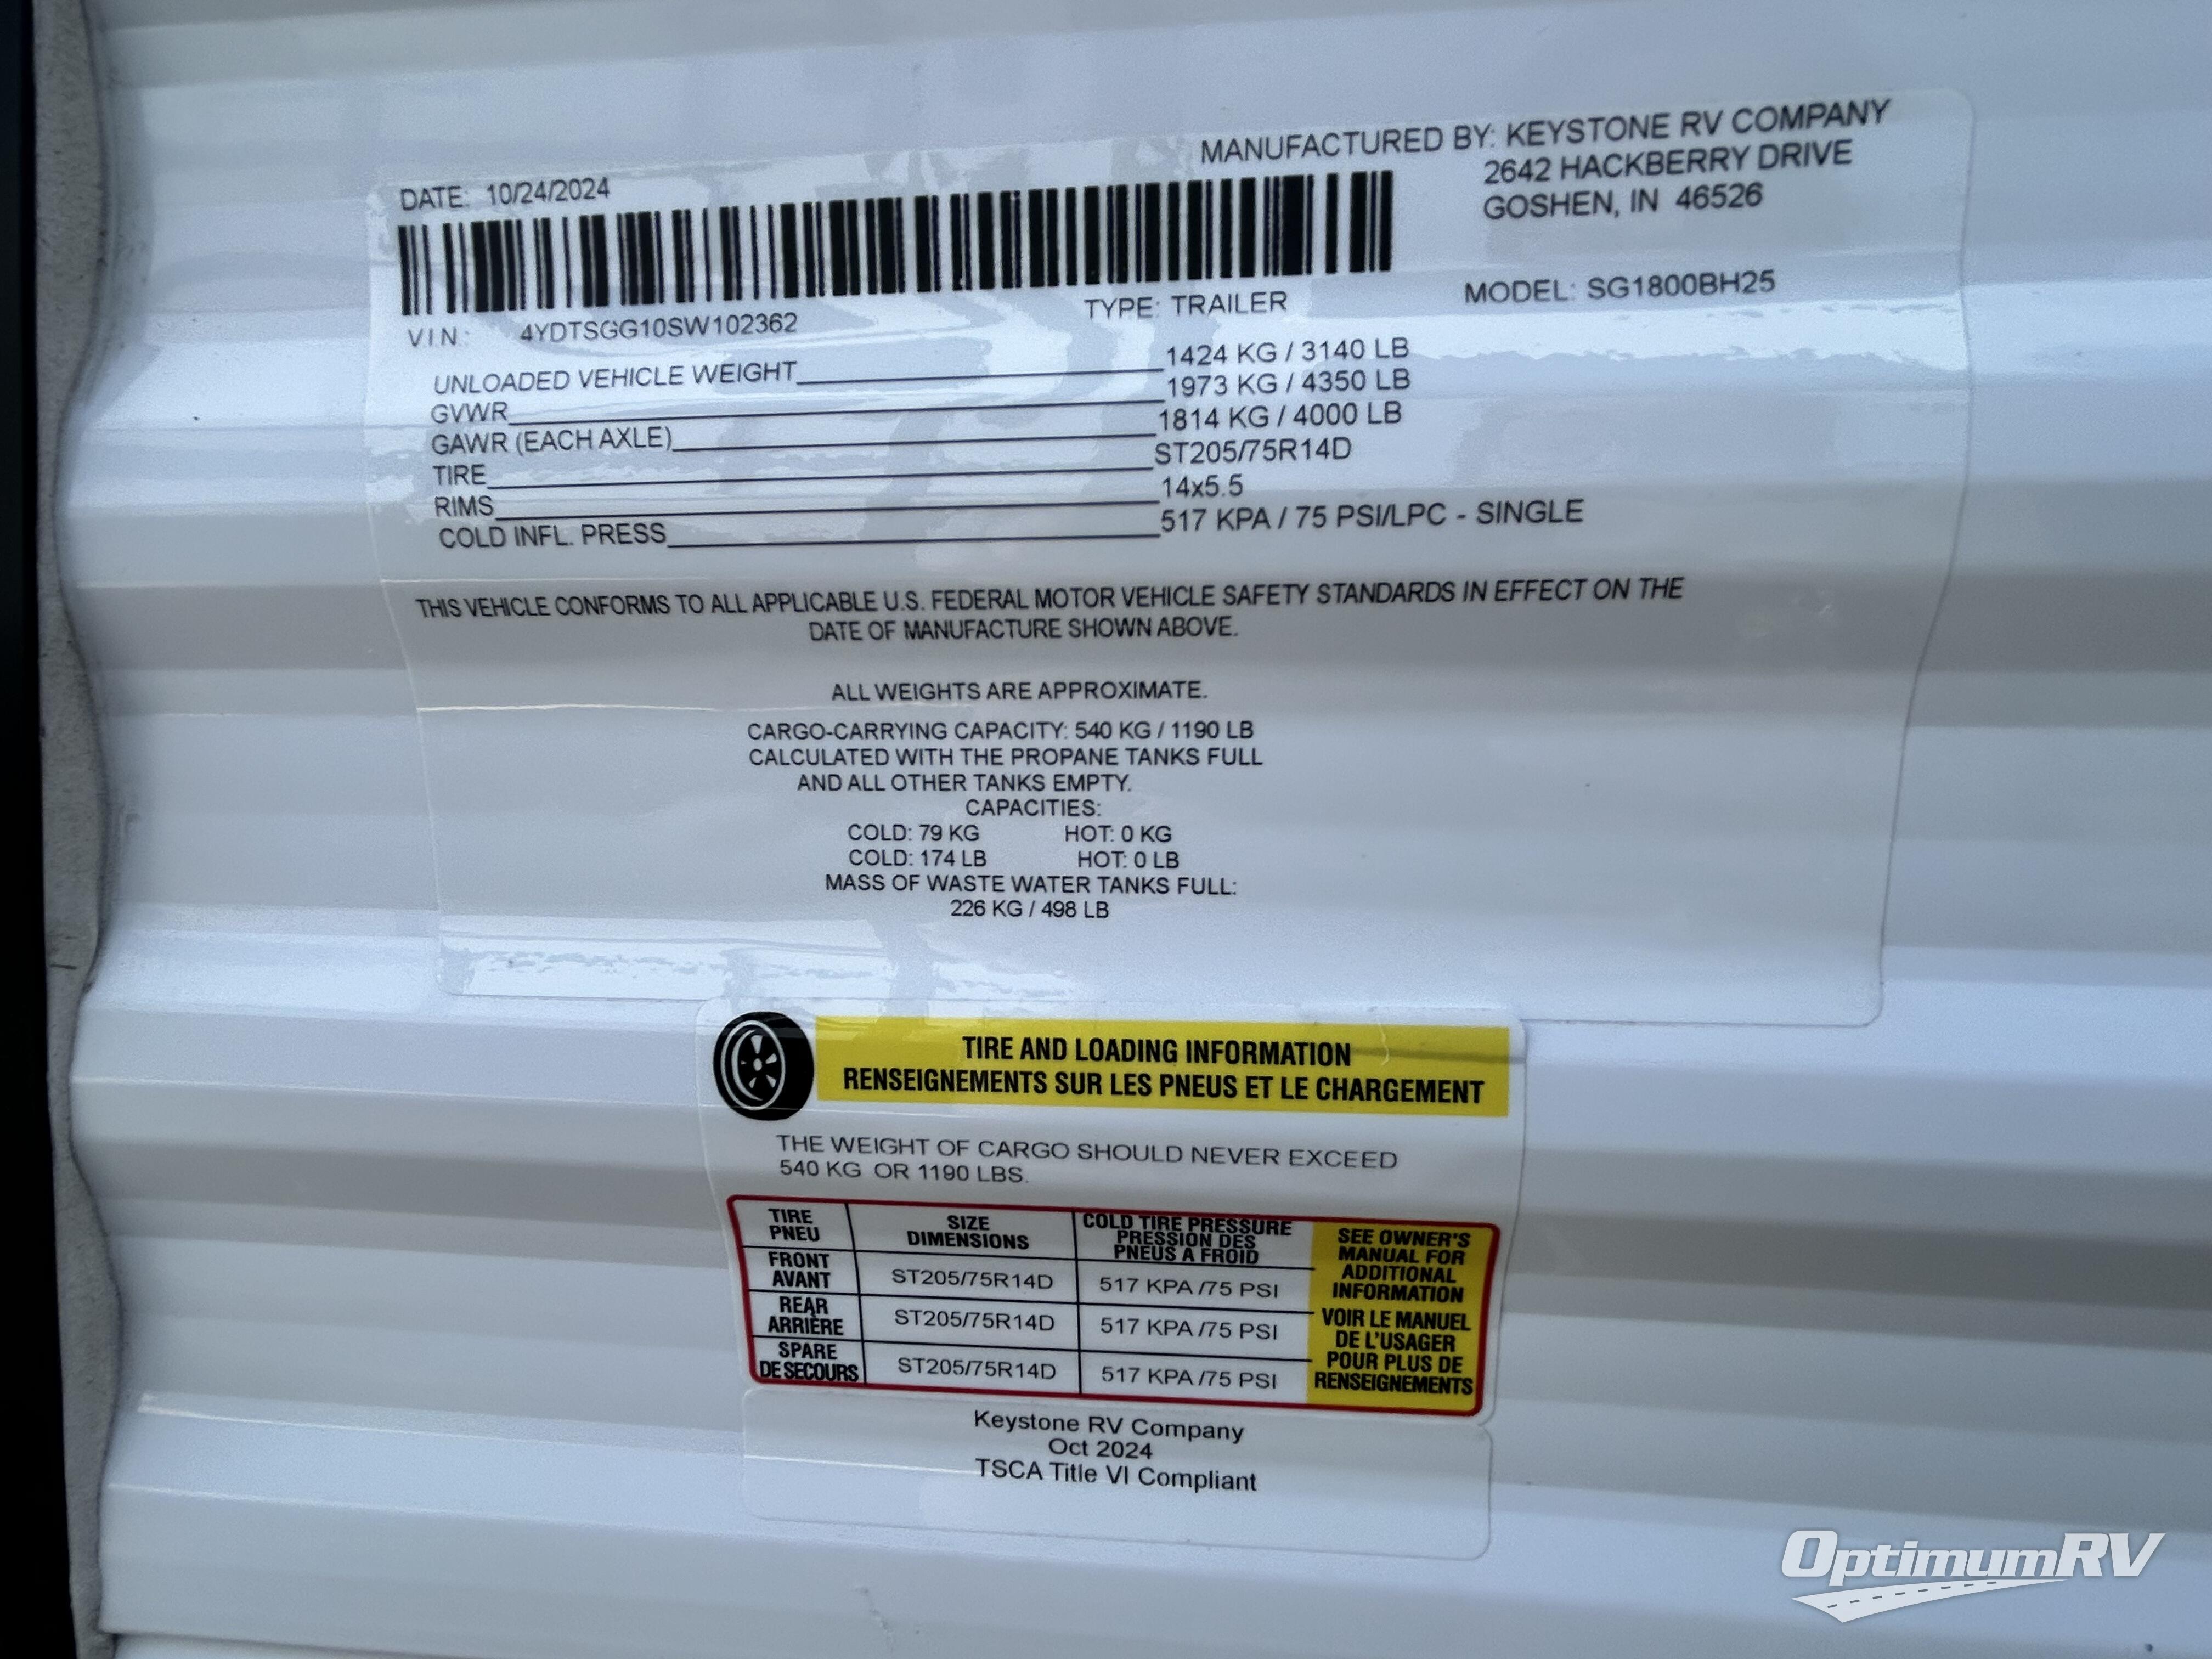 MANUFACTURED BY: KEYSTONE RV COMPANY
2642 HACKBERRY DRIVE
GOSHEN, IN 46526
DATE: 10/24/2024
V.I.N.: 4YDTSGG10SW102362
TYPE: TRAILER
MODEL: SG1800BH25
UNLOADED VEHICLE WEIGHT 1424 KG / 3140 LB
GVWR 1973 KG / 4350 LB
GAWR (EACH AXLE) 1814 KG / 4000 LB
TIRE ST205/75R14D
RIMS 14x5.5
COLD INFL. PRESS 517 KPA / 75 PSI/LPC - SINGLE
THIS VEHICLE CONFORMS TO ALL APPLICABLE U.S. FEDERAL MOTOR VEHICLE SAFETY STANDARDS IN EFFECT ON THE
DATE OF MANUFACTURE SHOWN ABOVE.
ALL WEIGHTS ARE APPROXIMATE.
CARGO-CARRYING CAPACITY: 540 KG / 1190 LB
CALCULATED WITH THE PROPANE TANKS FULL
AND ALL OTHER TANKS EMPTY.
CAPACITIES:
COLD: 79 KG HOT: 0 KG
COLD: 174 LB HOT: 0 LB
MASS OF WASTE WATER TANKS FULL:
226 KG / 498 LB
TIRE AND LOADING INFORMATION
RENSEIGNEMENTS SUR LES PNEUS ET LE CHARGEMENT
THE WEIGHT OF CARGO SHOULD NEVER EXCEED
540 KG OR 1190 LBS.
TIRE
PNEU
SIZE
DIMENSIONS
COLD TIRE PRESSURE
PRESSION DES
PNEUS A FROID
FRONT
AVANT
ST205/75R14D
517 KPA /75 PSI
REAR
ARRIÈRE
ST205/75R14D
517 KPA /75 PSI
SPARE
DE SECOURS
ST205/75R14D
517 KPA /75 PSI
SEE OWNER'S
MANUAL FOR
ADDITIONAL
INFORMATION
VOIR LE MANUEL
DE L'USAGER
POUR PLUS DE
RENSEIGNEMENTS
Keystone RV Company
Oct 2024
TSCA Title VI Compliant
OptimumRV